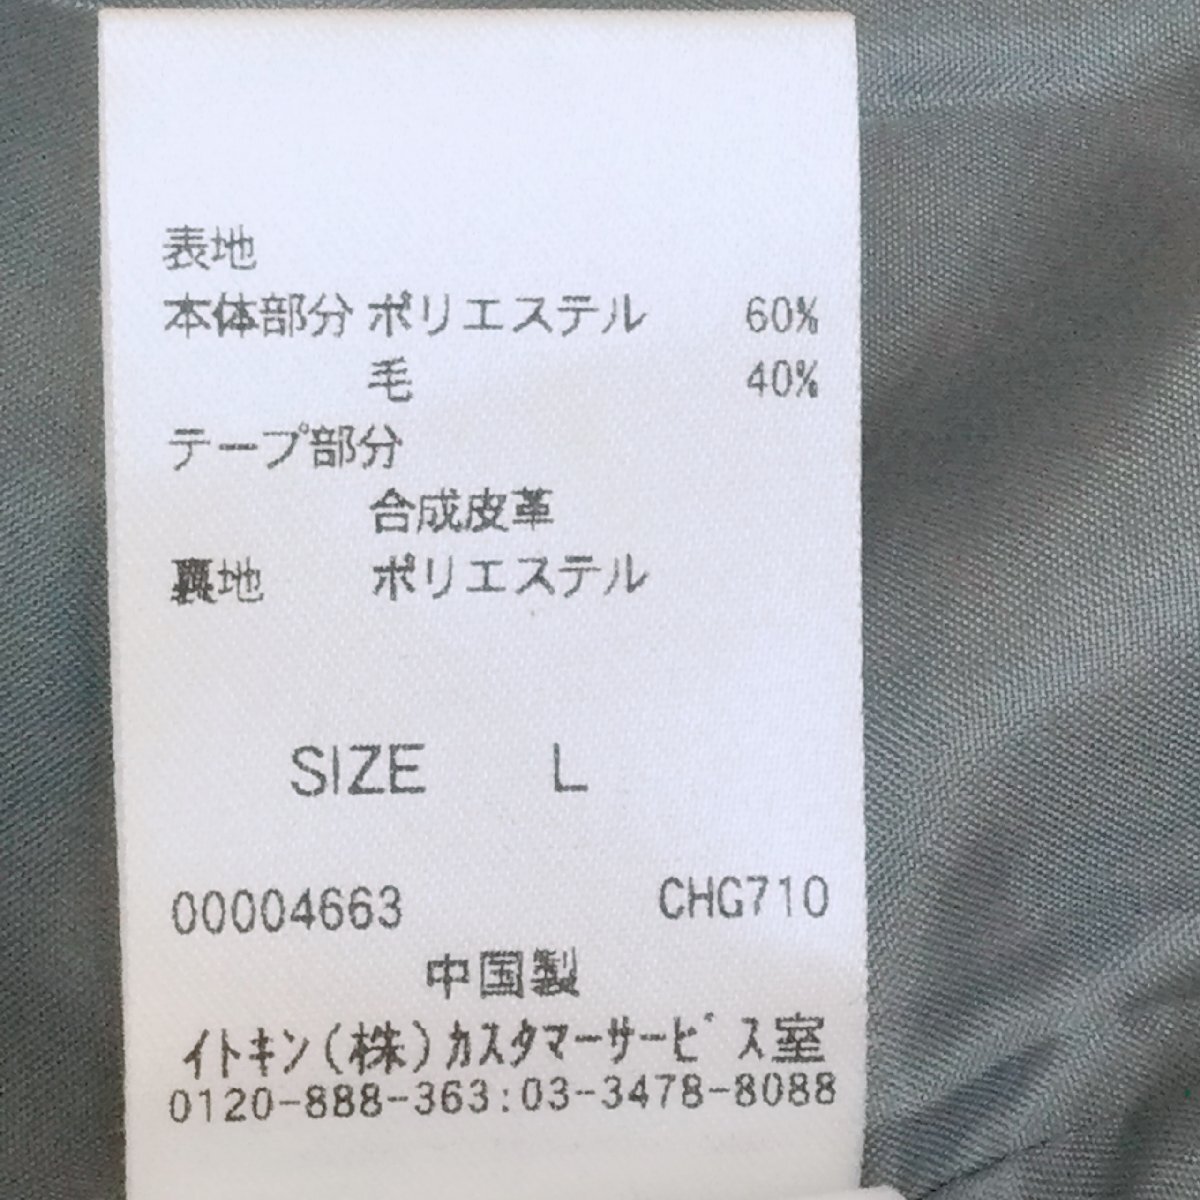 表地
本体部分 ポリエステル 60%
毛 40%
テープ部分
合成皮革
裏地 ポリエステル
SIZE L
00004663 CHG710
中国製
イトキン(株)カスタマーサービス室
0120-888-363:03-3478-8088